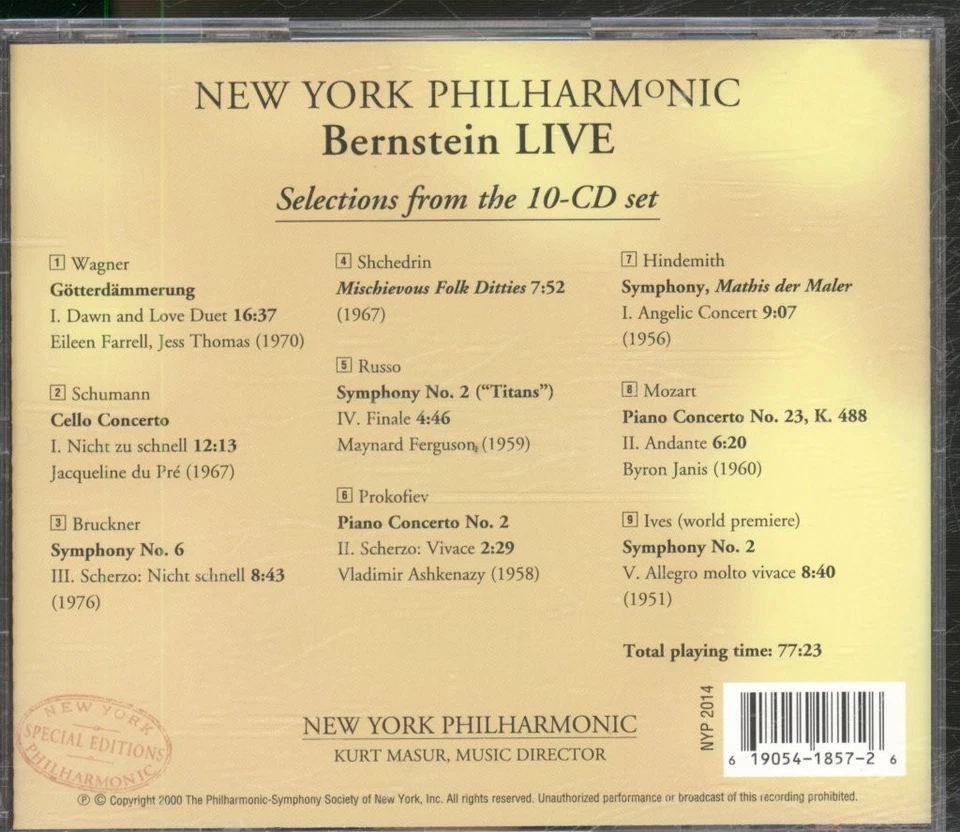 NEW YORK PHILHARMONIC
Bernstein LIVE
Selections from the 10-CD set
1 Wagner
Götterdämmerung
I. Dawn and Love Duet 16:37
Eileen Farrell, Jess Thomas (1970)
2 Schumann
Cello Concerto
I. Nicht zu schnell 12:13
Jacqueline du Pré (1967)
3 Bruckner
Symphony No. 6
III. Scherzo: Nicht schnell 8:43
(1976)
4 Shchedrin
Mischievous Folk Ditties 7:52
(1967)
5 Russo
Symphony No. 2 (“Titans”)
IV. Finale 4:46
Maynard Ferguson, (1959)
6 Prokofiev
Piano Concerto No. 2
II. Scherzo: Vivace 2:29
Vladimir Ashkenazy (1958)
7 Hindemith
Symphony, Mathis der Maler
I. Angelic Concert 9:07
(1956)
8 Mozart
Piano Concerto No. 23, K. 488
II. Andante 6:20
Byron Janis (1960)
9 Ives (world premiere)
Symphony No. 2
V. Allegro molto vivace 8:40
(1951)
Total playing time: 77:23
NEW YORK
SPECIAL EDITIONS
PHILHARMONIC
NEW YORK PHILHARMONIC
KURT MASUR, MUSIC DIRECTOR
NYP 2014
6 19054-1857-2 6
℗ © Copyright 2000 The Philharmonic-Symphony Society of New York, Inc. All rights reserved. Unauthorized performance or broadcast of this recording prohibited.